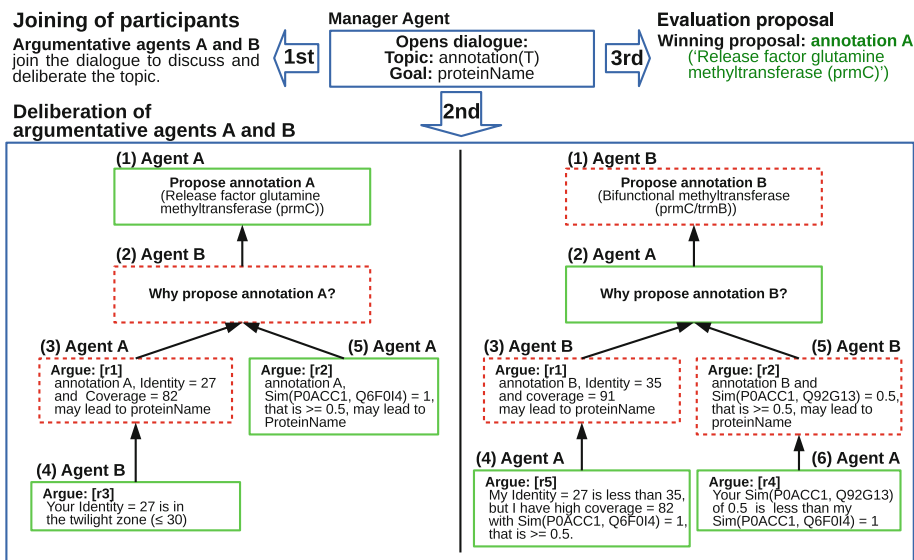 Joining of participants
Argumentative agents A and B
join the dialogue to discuss and
deliberate the topic.
1st
Manager Agent
Opens dialogue:
Topic: annotation(T)
Goal: proteinName
3rd
Evaluation proposal
Winning proposal: annotation A
(‘Release factor glutamine
methyltransferase (prmC)’)
2nd
Deliberation of
argumentative agents A and B
(1) Agent A
Propose annotation A
(Release factor glutamine
methyltransferase (prmC))
(2) Agent B
Why propose annotation A?
(3) Agent A
Argue: [r1]
annotation A, Identity = 27
and Coverage = 82
may lead to proteinName
(5) Agent A
Argue: [r2]
annotation A,
Sim(P0ACC1, Q6F0I4) = 1,
that is >= 0.5, may lead to
ProteinName
(4) Agent B
Argue: [r3]
Your Identity = 27 is in
the twilight zone (≤ 30)
(1) Agent B
Propose annotation B
(Bifunctional methyltransferase
(prmC/trmB))
(2) Agent A
Why propose annotation B?
(3) Agent B
Argue: [r1]
annotation B, Identity = 35
and coverage = 91
may lead to proteinName
(5) Agent B
Argue: [r2]
annotation B and
Sim(P0ACC1, Q92G13) = 0.5,
that is >= 0.5, may lead to
proteinName
(4) Agent A
Argue: [r5]
My Identity = 27 is less than 35,
but I have high coverage = 82
with Sim(P0ACC1, Q6F0I4) = 1,
that is >= 0.5.
(6) Agent A
Argue: [r4]
Your Sim(P0ACC1, Q92G13)
of 0.5 is less than my
Sim(P0ACC1, Q6F0I4) = 1